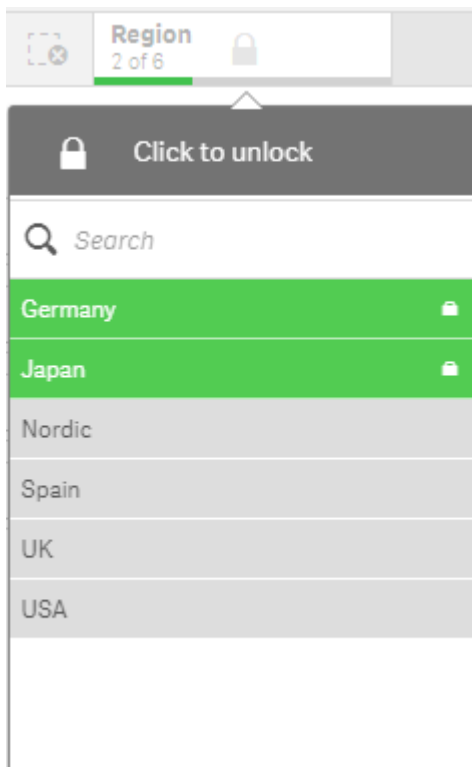 Region
2 of 6
Click to unlock
Search
Germany
Japan
Nordic
Spain
UK
USA